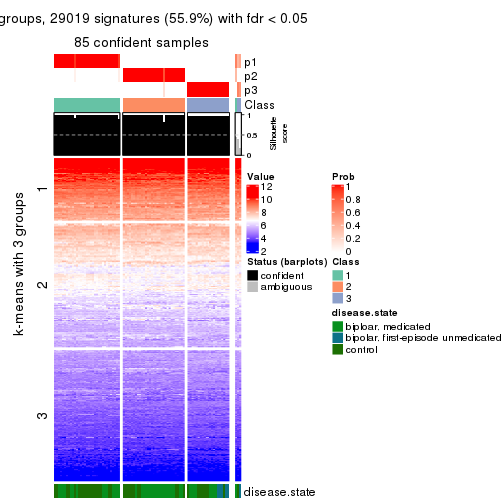 groups, 29019 signatures (55.9%) with fdr < 0.05
85 confident samples
p1
p2
p3
Class
1
0.5
0
Silhouette
score
k-means with 3 groups
1
2
3
Value
12
10
8
6
4
2
Prob
1
0.8
0.6
0.4
0.2
0
Status (barplots)
confident
ambiguous
Class
1
2
3
disease.state
bipolar. medicated
bipolar. first-episode unmedicated
control
disease.state